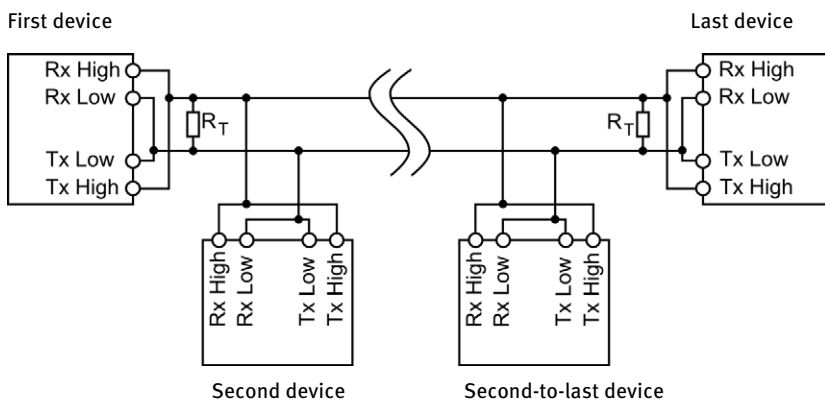 First device
Last device
Rx High
Rx Low
Tx Low
Tx High
RT
RT
Rx High
Rx Low
Tx Low
Tx High
Rx High
Rx Low
Tx Low
Tx High
Rx High
Rx Low
Tx Low
Tx High
Second device
Second-to-last device